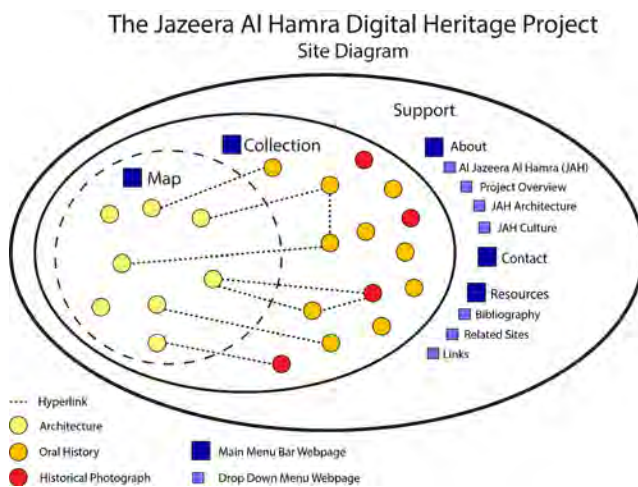 The Jazeera Al Hamra Digital Heritage Project
Site Diagram
Support
Collection
Map
About
Al Jazeera Al Hamra (JAH)
Project Overview
JAH Architecture
JAH Culture
Contact
Resources
Bibliography
Related Sites
Links
Hyperlink
Architecture
Oral History
Historical Photograph
Main Menu Bar Webpage
Drop Down Menu Webpage